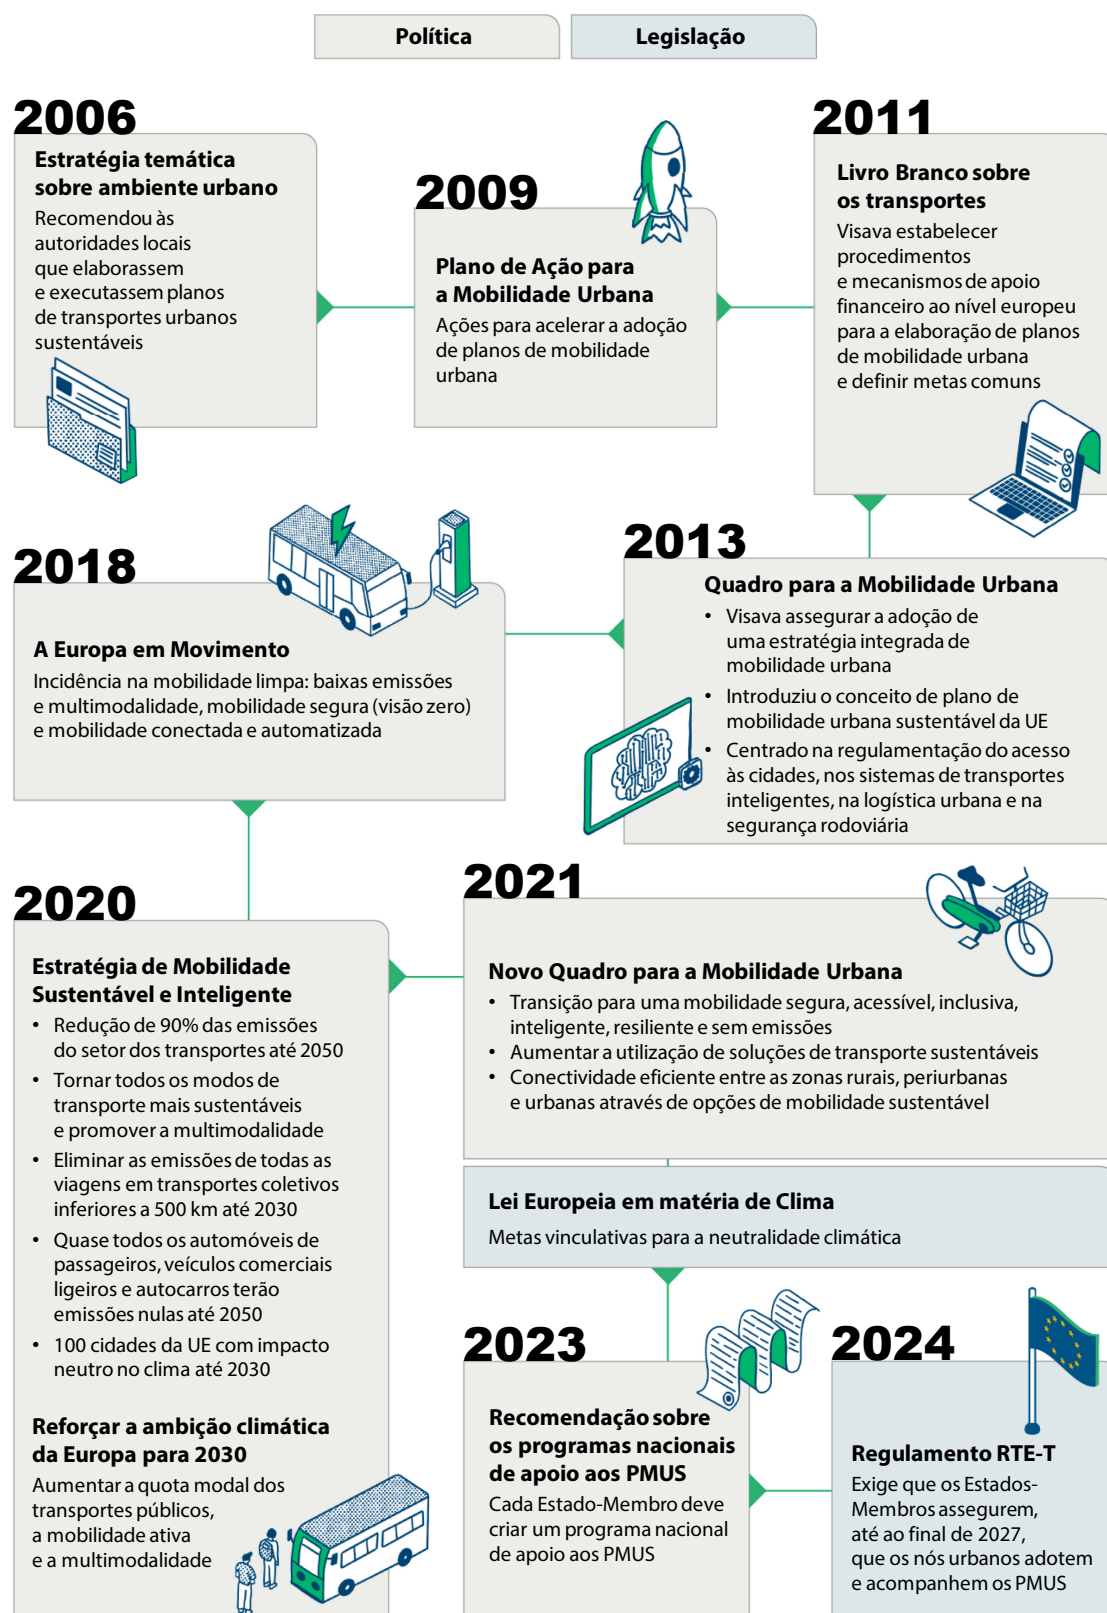 Política
Legislação
2006
Estratégia temática
sobre ambiente urbano
Recomendou às
autoridades locais
que elaborassem
e executassem planos
de transportes urbanos
sustentáveis
2009
Plano de Ação para
a Mobilidade Urbana
Ações para acelerar a adoção
de planos de mobilidade
urbana
2011
Livro Branco sobre
os transportes
Visava estabelecer
procedimentos
e mecanismos de apoio
financeiro ao nível europeu
para a elaboração de planos
de mobilidade urbana
e definir metas comuns
2013
Quadro para a Mobilidade Urbana
• Visava assegurar a adoção de
uma estratégia integrada de
mobilidade urbana
• Introduziu o conceito de plano de
mobilidade urbana sustentável da UE
• Centrado na regulamentação do acesso
às cidades, nos sistemas de transportes
inteligentes, na logística urbana e na
segurança rodoviária
2018
A Europa em Movimento
Incidência na mobilidade limpa: baixas emissões
e multimodalidade, mobilidade segura (visão zero)
e mobilidade conectada e automatizada
2020
Estratégia de Mobilidade
Sustentável e Inteligente
• Redução de 90% das emissões
do setor dos transportes até 2050
• Tornar todos os modos de
transporte mais sustentáveis
e promover a multimodalidade
• Eliminar as emissões de todas as
viagens em transportes coletivos
inferiores a 500 km até 2030
• Quase todos os automóveis de
passageiros, veículos comerciais
ligeiros e autocarros terão
emissões nulas até 2050
• 100 cidades da UE com impacto
neutro no clima até 2030
Reforçar a ambição climática
da Europa para 2030
Aumentar a quota modal dos
transportes públicos,
a mobilidade ativa
e a multimodalidade
2021
Novo Quadro para a Mobilidade Urbana
• Transição para uma mobilidade segura, acessível, inclusiva,
inteligente, resiliente e sem emissões
• Aumentar a utilização de soluções de transporte sustentáveis
• Conectividade eficiente entre as zonas rurais, periurbanas
e urbanas através de opções de mobilidade sustentável
Lei Europeia em matéria de Clima
Metas vinculativas para a neutralidade climática
2023
Recomendação sobre
os programas nacionais
de apoio aos PMUS
Cada Estado-Membro deve
criar um programa nacional
de apoio aos PMUS
2024
Regulamento RTE-T
Exige que os Estados-
Membros assegurem,
até ao final de 2027,
que os nós urbanos adotem
e acompanhem os PMUS